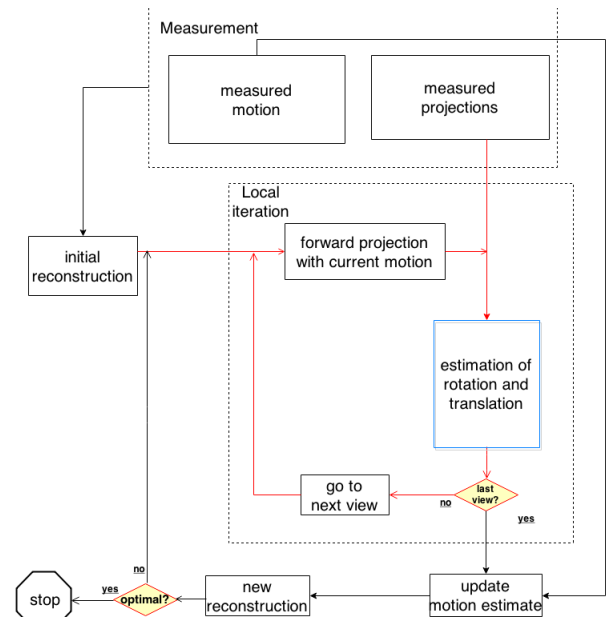 Measurement
measured
motion
measured
projections
Local
iteration
initial
reconstruction
forward projection
with current motion
estimation of
rotation and
translation
go to
next view
last
view?
no
yes
no
stop
yes
optimal?
new
reconstruction
update
motion estimate